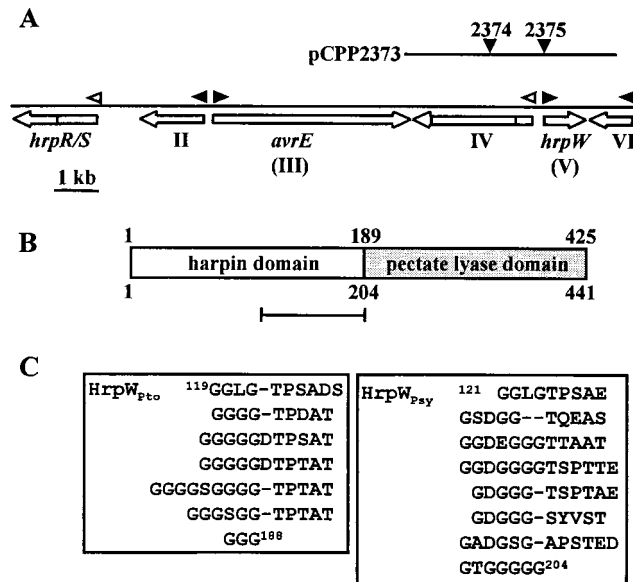 A
2374 2375
pCPP2373
hrpR/S II avrE IV hrpW VI
(III) (V)
1 kb
B
1 189 425
harpin domain pectate lyase domain
1 204 441
C
HrpWPto 119GGLG-TPSADS
GGGG-TPDAT
GGGGGDTPSAT
GGGGGDTPTAT
GGGGSGGGG-TPTAT
GGGSGG-TPTAT
GGG188
HrpWPsy 121 GGLGTPSAE
GSDGG--TQEAS
GGDEGGGTTAAT
GGDGGGGTSPTTE
GDGGG-TSPTAE
GDGGG-SYVST
GADGSG-APSTED
GTGGGGG204